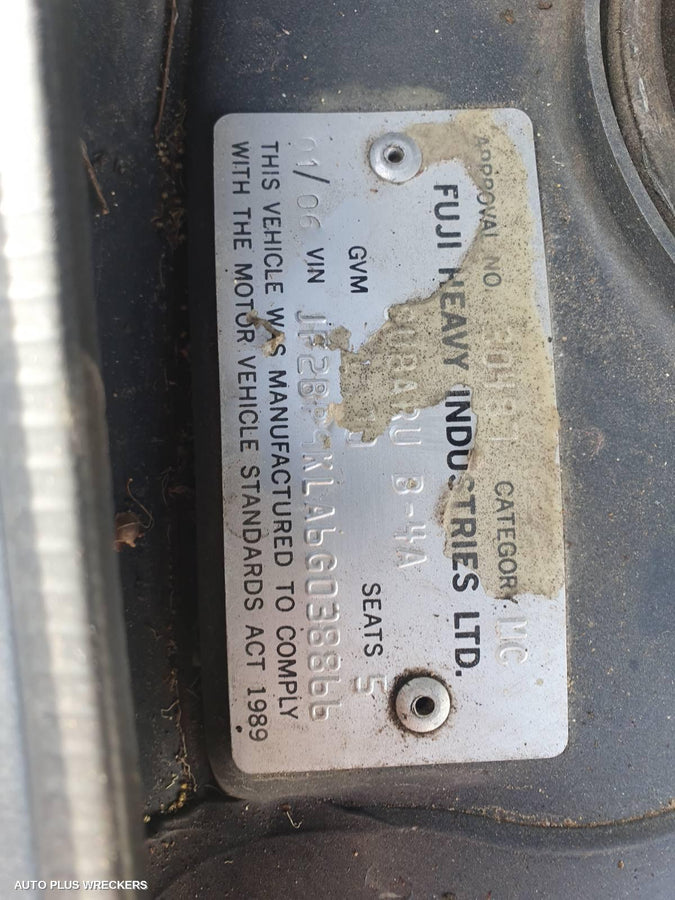 APPROVAL NO CATEGORY MC
FUJI HEAVY INDUSTRIES LTD.
SUBARU B-4A
GVM SEATS 5
01/06 VIN
THIS VEHICLE WAS MANUFACTURED TO COMPLY
WITH THE MOTOR VEHICLE STANDARDS ACT 1989
AUTO PLUS WRECKERS